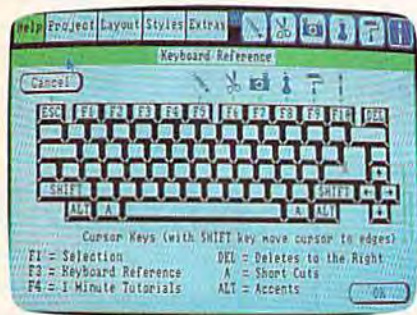 Help Project Layout Styles Extras
Keyboard Reference
Cancel
ESC F1 F2 F3 F4 F5 F6 F7 F8 F9 F10 DEL
SHIFT SHIFT
ALT A A ALT
Cursor Keys (with SHIFT key move cursor to edges)
F1 = Selection DEL = Deletes to the Right
F3 = Keyboard Reference A = Short Cuts
F4 = 1 Minute Tutorials ALT = Accents
OK